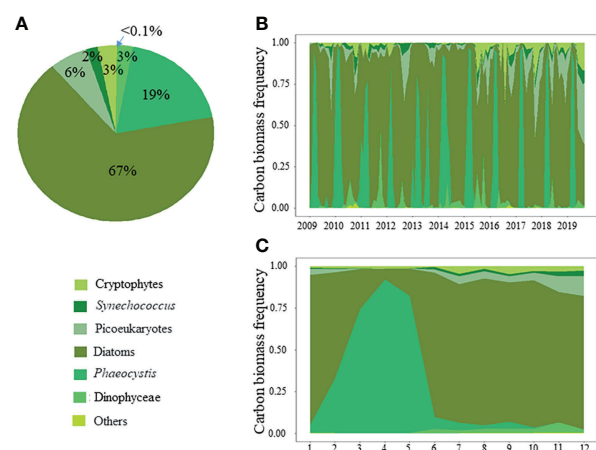 A
<0.1%
2%
3%
3%
6%
19%
67%
Cryptophytes
Synechococcus
Picoeukaryotes
Diatoms
Phaeocystis
Dinophyceae
Others
B
Carbon biomass frequency
1.00
0.75
0.50
0.25
0.00
2009 2010 2011 2012 2013 2014 2015 2016 2017 2018 2019
C
Carbon biomass frequency
1.00
0.75
0.50
0.25
0.00
1 2 3 4 5 6 7 8 9 10 11 12